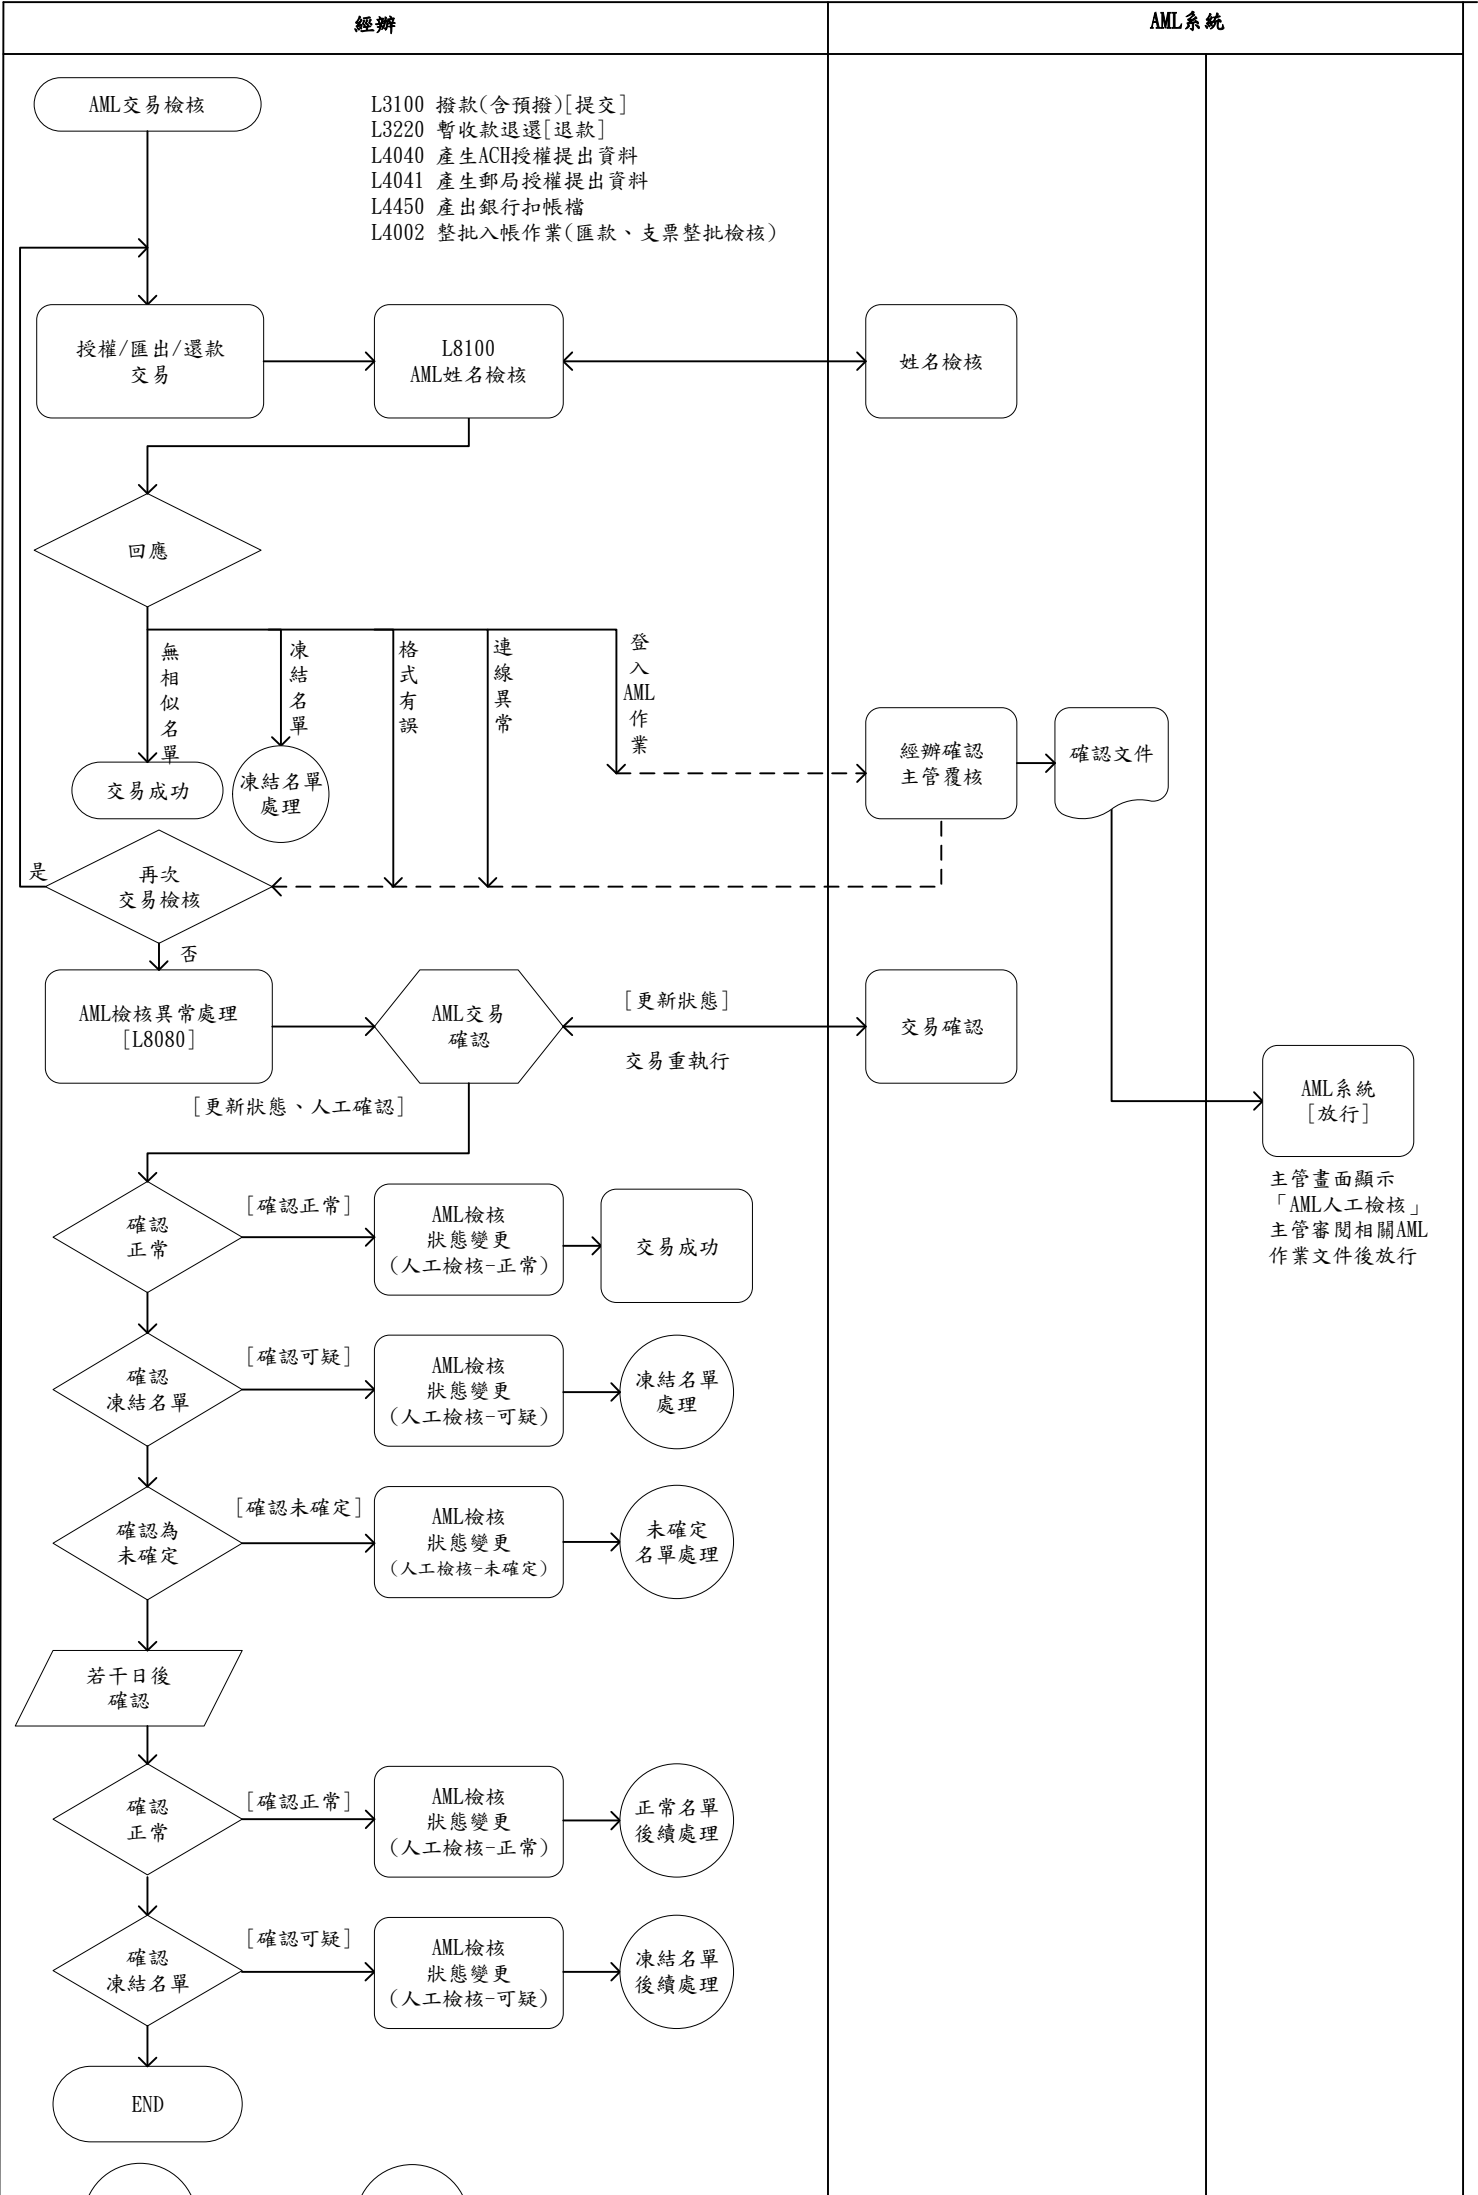 經辦
AML系統
AML交易檢核
L3100 撥款(含預撥)[提交]
L3220 暫收款退還[退款]
L4040 產生ACH授權提出資料
L4041 產生郵局授權提出資料
L4450 產出銀行扣帳檔
L4002 整批入帳作業(匯款、支票整批檢核)
授權/匯出/還款
交易
L8100
AML姓名檢核
姓名檢核
回應
無相似名單
凍結名單
格式有誤
連線異常
登入AML作業
交易成功
凍結名單
處理
經辦確認
主管覆核
確認文件
是
再次
交易檢核
否
AML檢核異常處理
[L8080]
AML交易
確認
[更新狀態]
交易重執行
交易確認
AML系統
[放行]
主管畫面顯示
「AML人工檢核」
主管審閱相關AML
作業文件後放行
[更新狀態、人工確認]
確認
正常
[確認正常]
AML檢核
狀態變更
(人工檢核-正常)
交易成功
確認
凍結名單
[確認可疑]
AML檢核
狀態變更
(人工檢核-可疑)
凍結名單
處理
確認為
未確定
[確認未確定]
AML檢核
狀態變更
(人工檢核-未確定)
未確定
名單處理
若干日後
確認
確認
正常
[確認正常]
AML檢核
狀態變更
(人工檢核-正常)
正常名單
後續處理
確認
凍結名單
[確認可疑]
AML檢核
狀態變更
(人工檢核-可疑)
凍結名單
後續處理
END